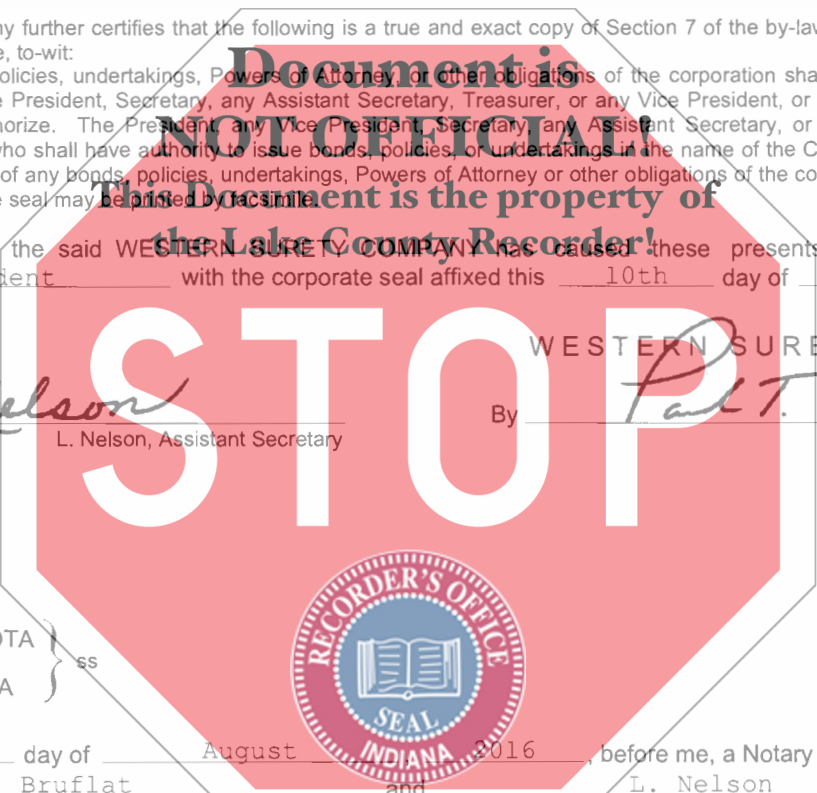 ny further certifies that the following is a true and exact copy of Section 7 of the by-law
e, to-wit:
olicies, undertakings, Powers of Attorney, or other obligations of the corporation sha
e President, Secretary, any Assistant Secretary, Treasurer, or any Vice President, or
horize. The President, any Vice President, Secretary, any Assistant Secretary, or
who shall have authority to issue bonds, policies, or undertakings in the name of the C
of any bonds, policies, undertakings, Powers of Attorney or other obligations of the co
e seal may be printed by facsimile.
Document is
NOT OFFICIAL!
This Document is the property of
the Lake County Recorder!
the said WESTERN SURETY COMPANY has caused these presents
dent with the corporate seal affixed this 10th day of
STOP
WESTERN SURE
elson
By Paul T.
L. Nelson, Assistant Secretary
RECORDER'S OFFICE
SEAL
INDIANA
OTA
ss
A
day of August 2016, before me, a Notary
Bruflat and L. Nelson